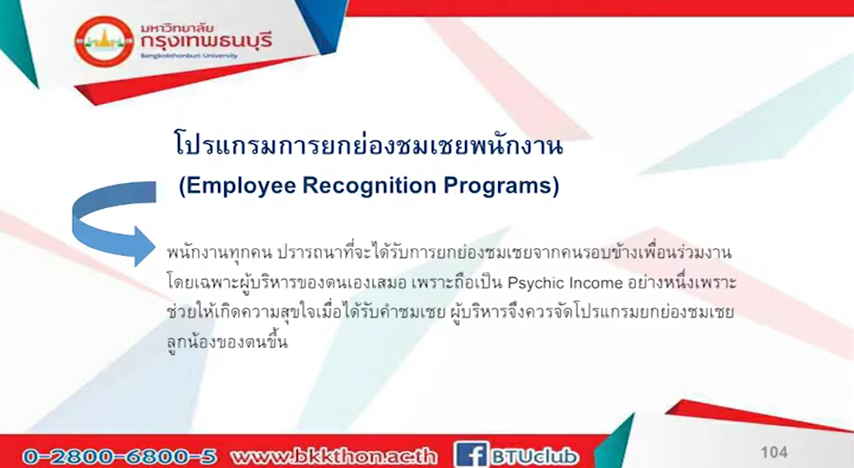 มหาวิทยาลัย
กรุงเทพธนบุรี
Bangkokthonburi University
โปรแกรมการยกย่องชมเชยพนักงาน
(Employee Recognition Programs)
พนักงานทุกคน ปรารถนาที่จะได้รับการยกย่องชมเชยจากคนรอบข้างเพื่อนร่วมงาน
โดยเฉพาะผู้บริหารของตนเองเสมอ เพราะถือเป็น Psychic Income อย่างหนึ่งเพราะ
ช่วยให้เกิดความสุขใจเมื่อได้รับคำชมเชย ผู้บริหารจึงควรจัดโปรแกรมยกย่องชมเชย
ลูกน้องของตนขึ้น
0-2800-6800-5 www.bkkthon.ac.th f BTUclub
104